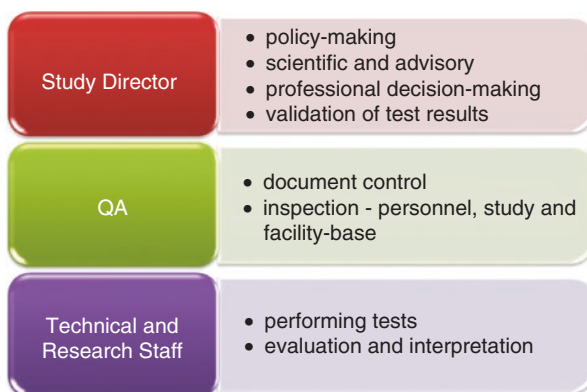 Study Director
• policy-making
• scientific and advisory
• professional decision-making
• validation of test results
QA
• document control
• inspection - personnel, study and
facility-base
Technical and
Research Staff
• performing tests
• evaluation and interpretation